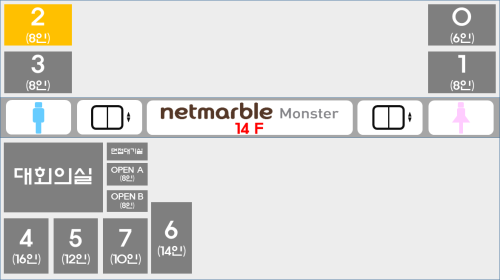 2
(8인)
O
(6인)
3
(8인)
1
(8인)
netmarble Monster
14 F
대회의실
면접대기실
OPEN A
(8인)
OPEN B
(8인)
4
(16인)
5
(12인)
7
(10인)
6
(14인)